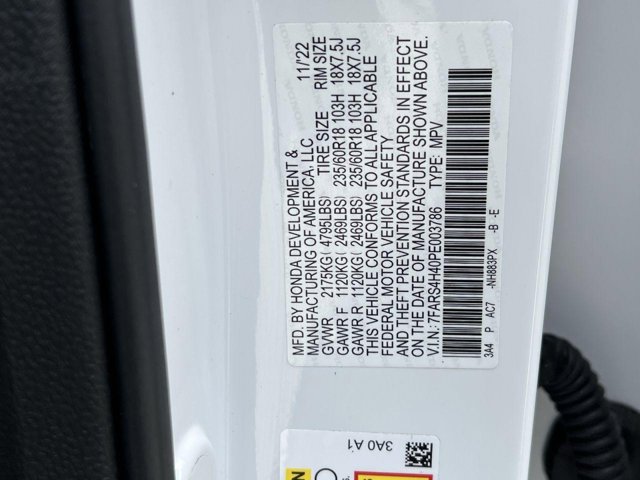 MFD. BY HONDA DEVELOPMENT & 11/'22
MANUFACTURING OF AMERICA, LLC
TIRE SIZE RIM SIZE
GVWR 2175KG( 4795LBS)
GAWR F 1120KG( 2469LBS) 235/60R18 103H 18X7.5J
GAWR R 1120KG( 2469LBS) 235/60R18 103H 18X7.5J
THIS VEHICLE CONFORMS TO ALL APPLICABLE
FEDERAL MOTOR VEHICLE SAFETY
AND THEFT PREVENTION STANDARDS IN EFFECT
ON THE DATE OF MANUFACTURE SHOWN ABOVE.
V.I.N: 7FARS4H40PE003786 TYPE: MPV
3A4 P AC7 -NH883PX -B -E
3A0 A1